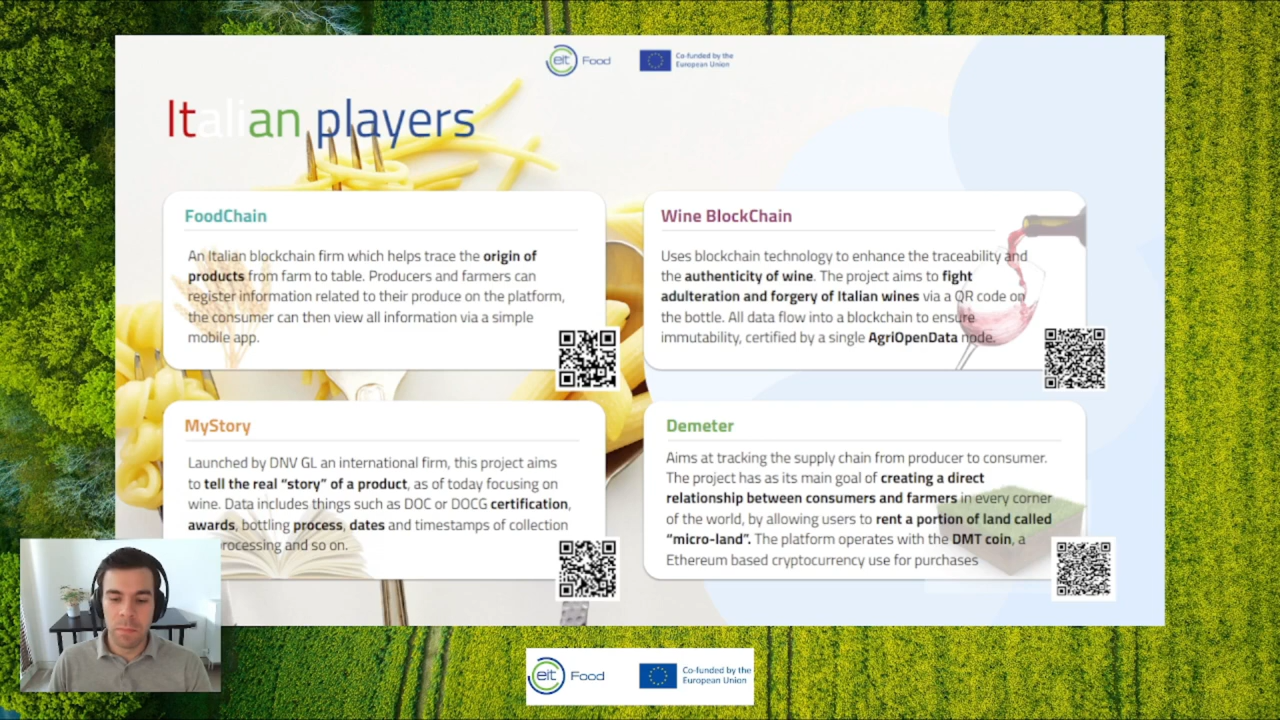 eit Food
Co-funded by the
European Union
Italian players
FoodChain
An Italian blockchain firm which helps trace the origin of
products from farm to table. Producers and farmers can
register information related to their produce on the platform,
the consumer can then view all information via a simple
mobile app.
Wine BlockChain
Uses blockchain technology to enhance the traceability and
the authenticity of wine. The project aims to fight
adulteration and forgery of Italian wines via a QR code on
the bottle. All data flow into a blockchain to ensure
immutability, certified by a single AgriOpenData node.
MyStory
Launched by DNV GL an international firm, this project aims
to tell the real “story” of a product, as of today focusing on
wine. Data includes things such as DOC or DOCG certification,
awards, bottling process, dates and timestamps of collection
processing and so on.
Demeter
Aims at tracking the supply chain from producer to consumer.
The project has as its main goal of creating a direct
relationship between consumers and farmers in every corner
of the world, by allowing users to rent a portion of land called
“micro-land”. The platform operates with the DMT coin, a
Ethereum based cryptocurrency use for purchases
eit Food
Co-funded by the
European Union